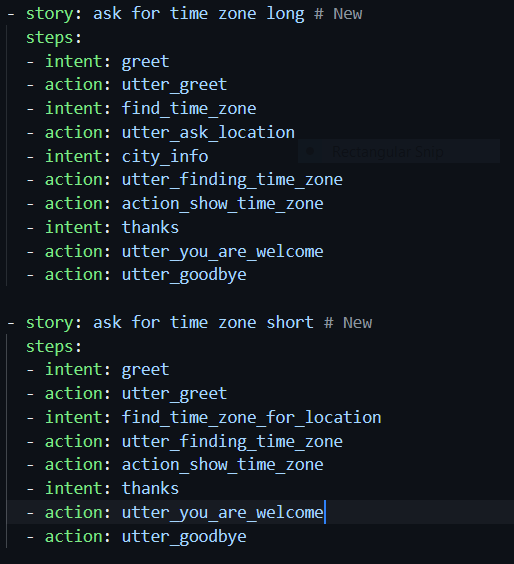 - story: ask for time zone long # New
  steps:
  - intent: greet
  - action: utter_greet
  - intent: find_time_zone
  - action: utter_ask_location
  - intent: city_info
  - action: utter_finding_time_zone
  - action: action_show_time_zone
  - intent: thanks
  - action: utter_you_are_welcome
  - action: utter_goodbye

- story: ask for time zone short # New
  steps:
  - intent: greet
  - action: utter_greet
  - intent: find_time_zone_for_location
  - action: utter_finding_time_zone
  - action: action_show_time_zone
  - intent: thanks
  - action: utter_you_are_welcome
  - action: utter_goodbye